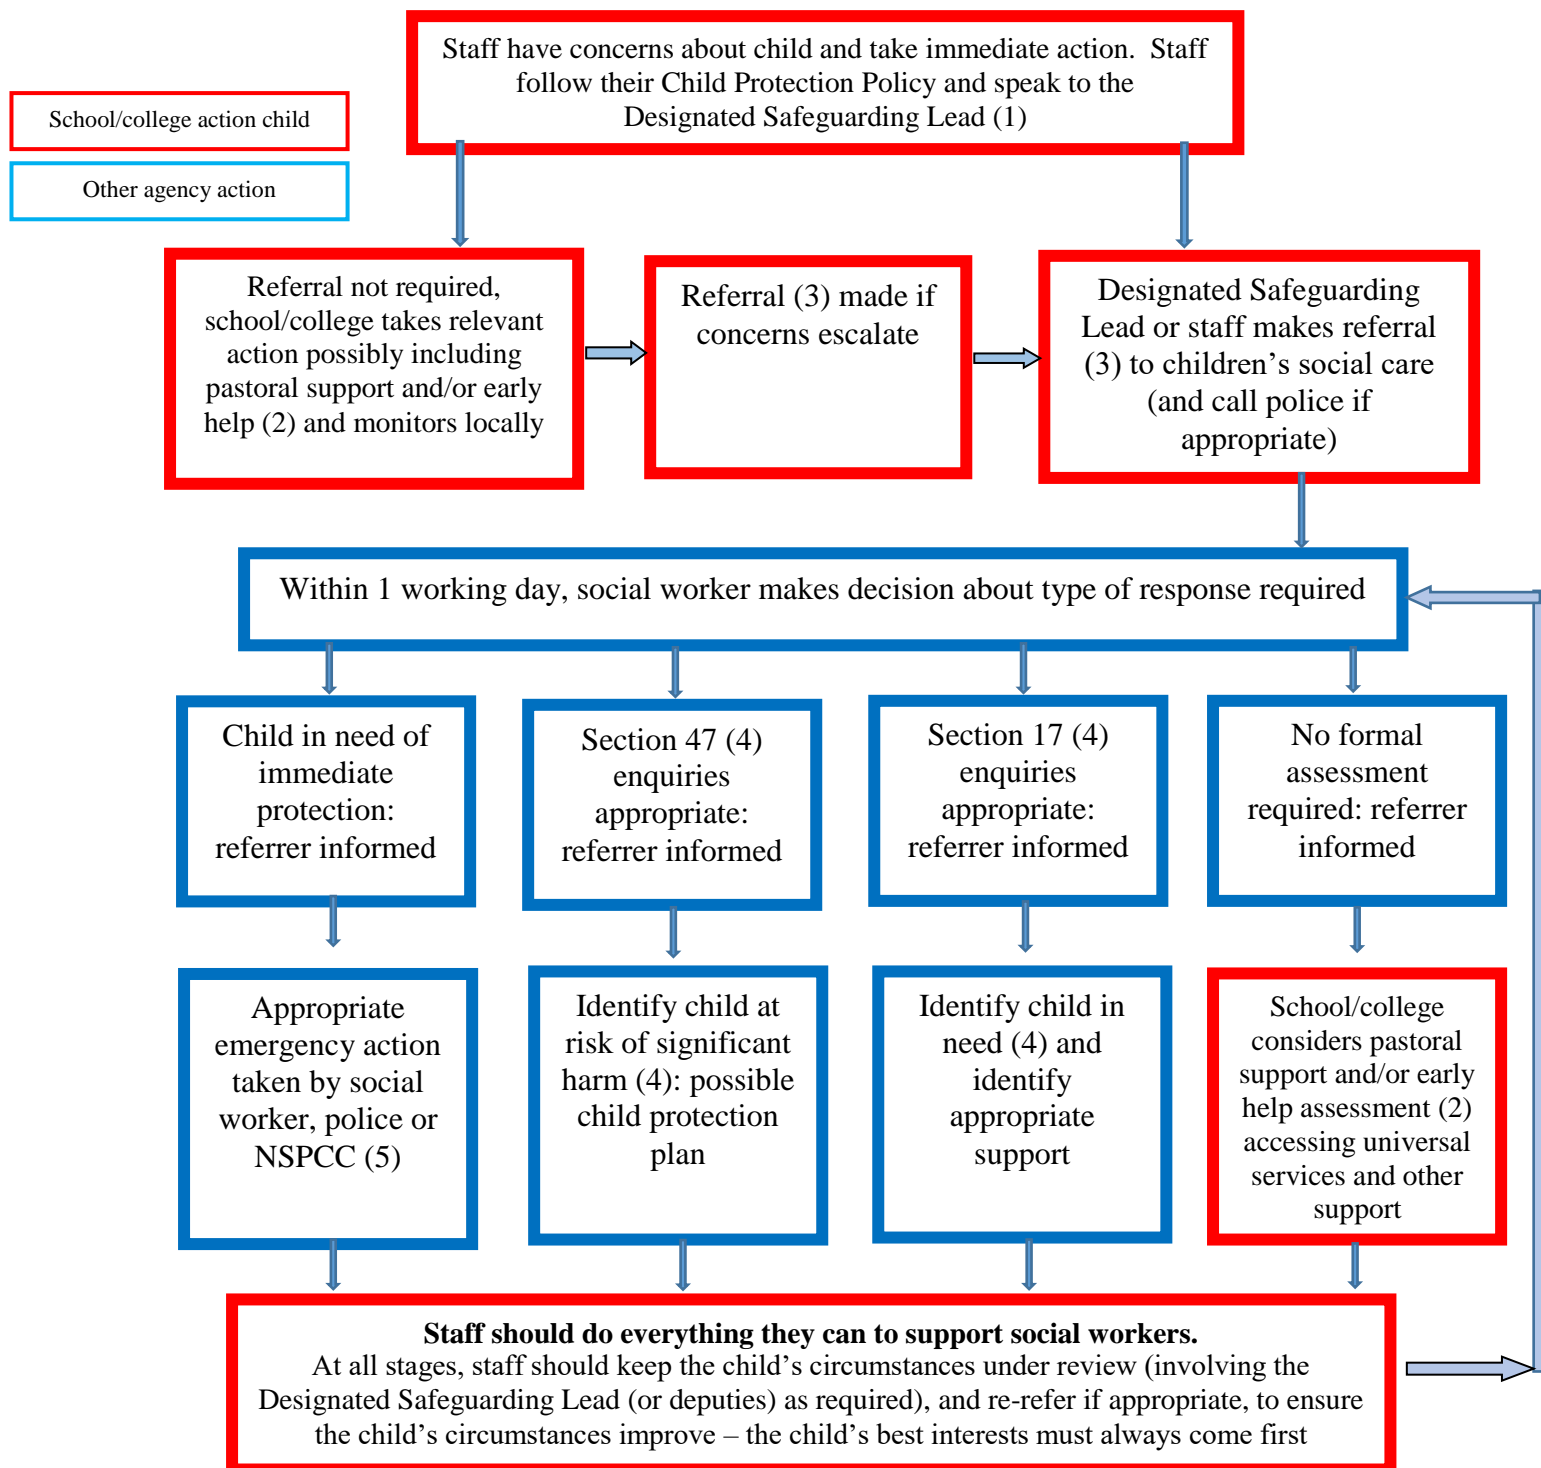 Staff have concerns about child and take immediate action.  Staff
follow their Child Protection Policy and speak to the
Designated Safeguarding Lead (1)
School/college action child
Other agency action
Referral not required,
school/college takes relevant
action possibly including
pastoral support and/or early
help (2) and monitors locally
Referral (3) made if
concerns escalate
Designated Safeguarding
Lead or staff makes referral
(3) to children’s social care
(and call police if
appropriate)
Within 1 working day, social worker makes decision about type of response required
Child in need of
immediate
protection:
referrer informed
Section 47 (4)
enquiries
appropriate:
referrer informed
Section 17 (4)
enquiries
appropriate:
referrer informed
No formal
assessment
required: referrer
informed
Appropriate
emergency action
taken by social
worker, police or
NSPCC (5)
Identify child at
risk of significant
harm (4): possible
child protection
plan
Identify child in
need (4) and
identify
appropriate
support
School/college
considers pastoral
support and/or early
help assessment (2)
accessing universal
services and other
support
Staff should do everything they can to support social workers.
At all stages, staff should keep the child’s circumstances under review (involving the
Designated Safeguarding Lead (or deputies) as required), and re-refer if appropriate, to ensure
the child’s circumstances improve – the child’s best interests must always come first